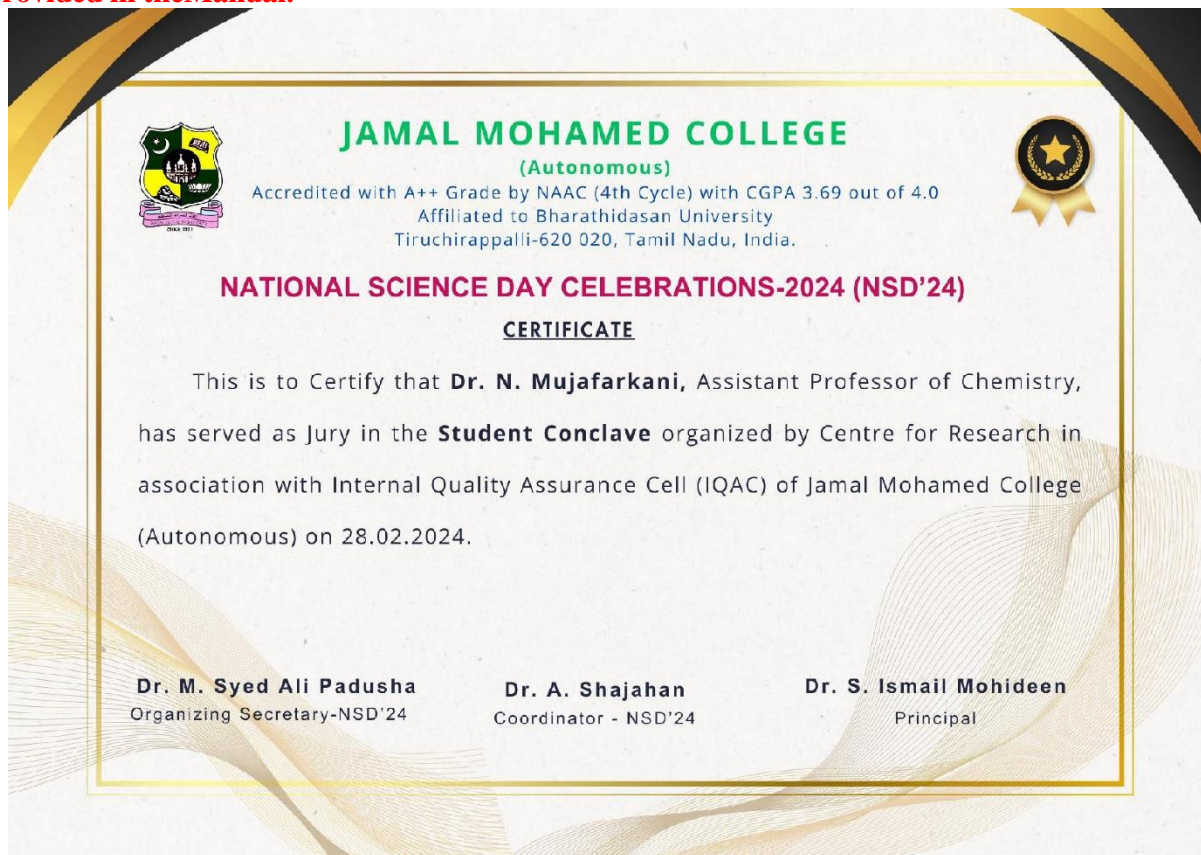 rovided in theManual.
JAMAL MOHAMED COLLEGE
(Autonomous)
Accredited with A++ Grade by NAAC (4th Cycle) with CGPA 3.69 out of 4.0
Affiliated to Bharathidasan University
Tiruchirappalli-620 020, Tamil Nadu, India.
NATIONAL SCIENCE DAY CELEBRATIONS-2024 (NSD’24)
CERTIFICATE
This is to Certify that Dr. N. Mujafarkani, Assistant Professor of Chemistry,
has served as Jury in the Student Conclave organized by Centre for Research in
association with Internal Quality Assurance Cell (IQAC) of Jamal Mohamed College
(Autonomous) on 28.02.2024.
Dr. M. Syed Ali Padusha
Organizing Secretary-NSD’24
Dr. A. Shajahan
Coordinator - NSD’24
Dr. S. Ismail Mohideen
Principal